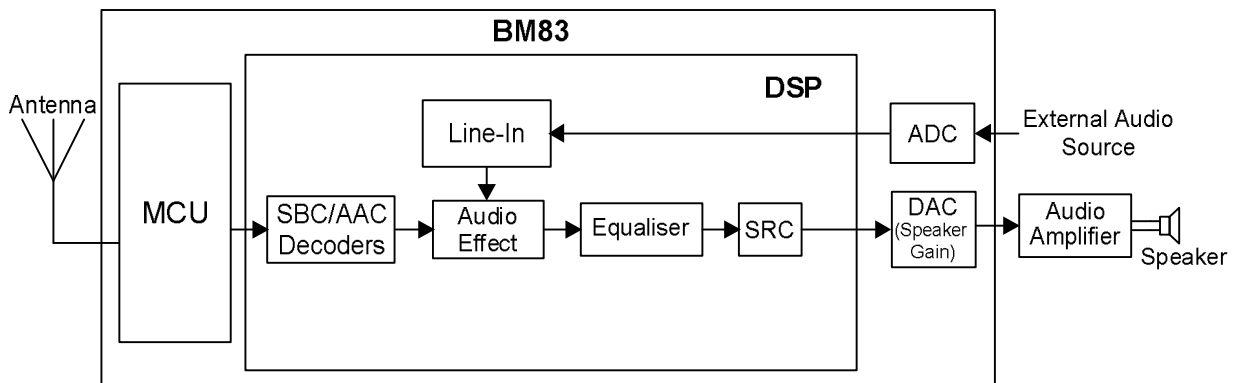 BM83
DSP
Antenna
MCU
Line-In
ADC
External Audio
Source
SBC/AAC
Decoders
Audio
Effect
Equaliser
SRC
DAC
(Speaker
Gain)
Audio
Amplifier
Speaker